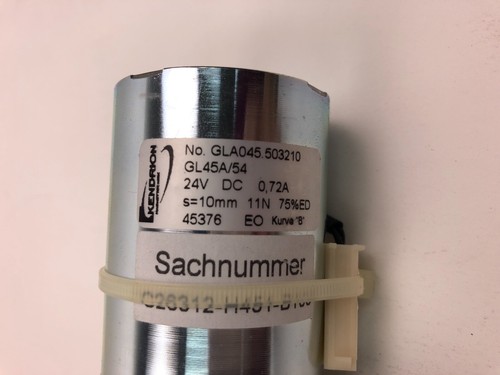 KENDRION
No. GLA045.503210
GL45A/54
24V DC 0,72A
s=10mm 11N 75%ED
45376 EO Kurve "B"
Sachnummer